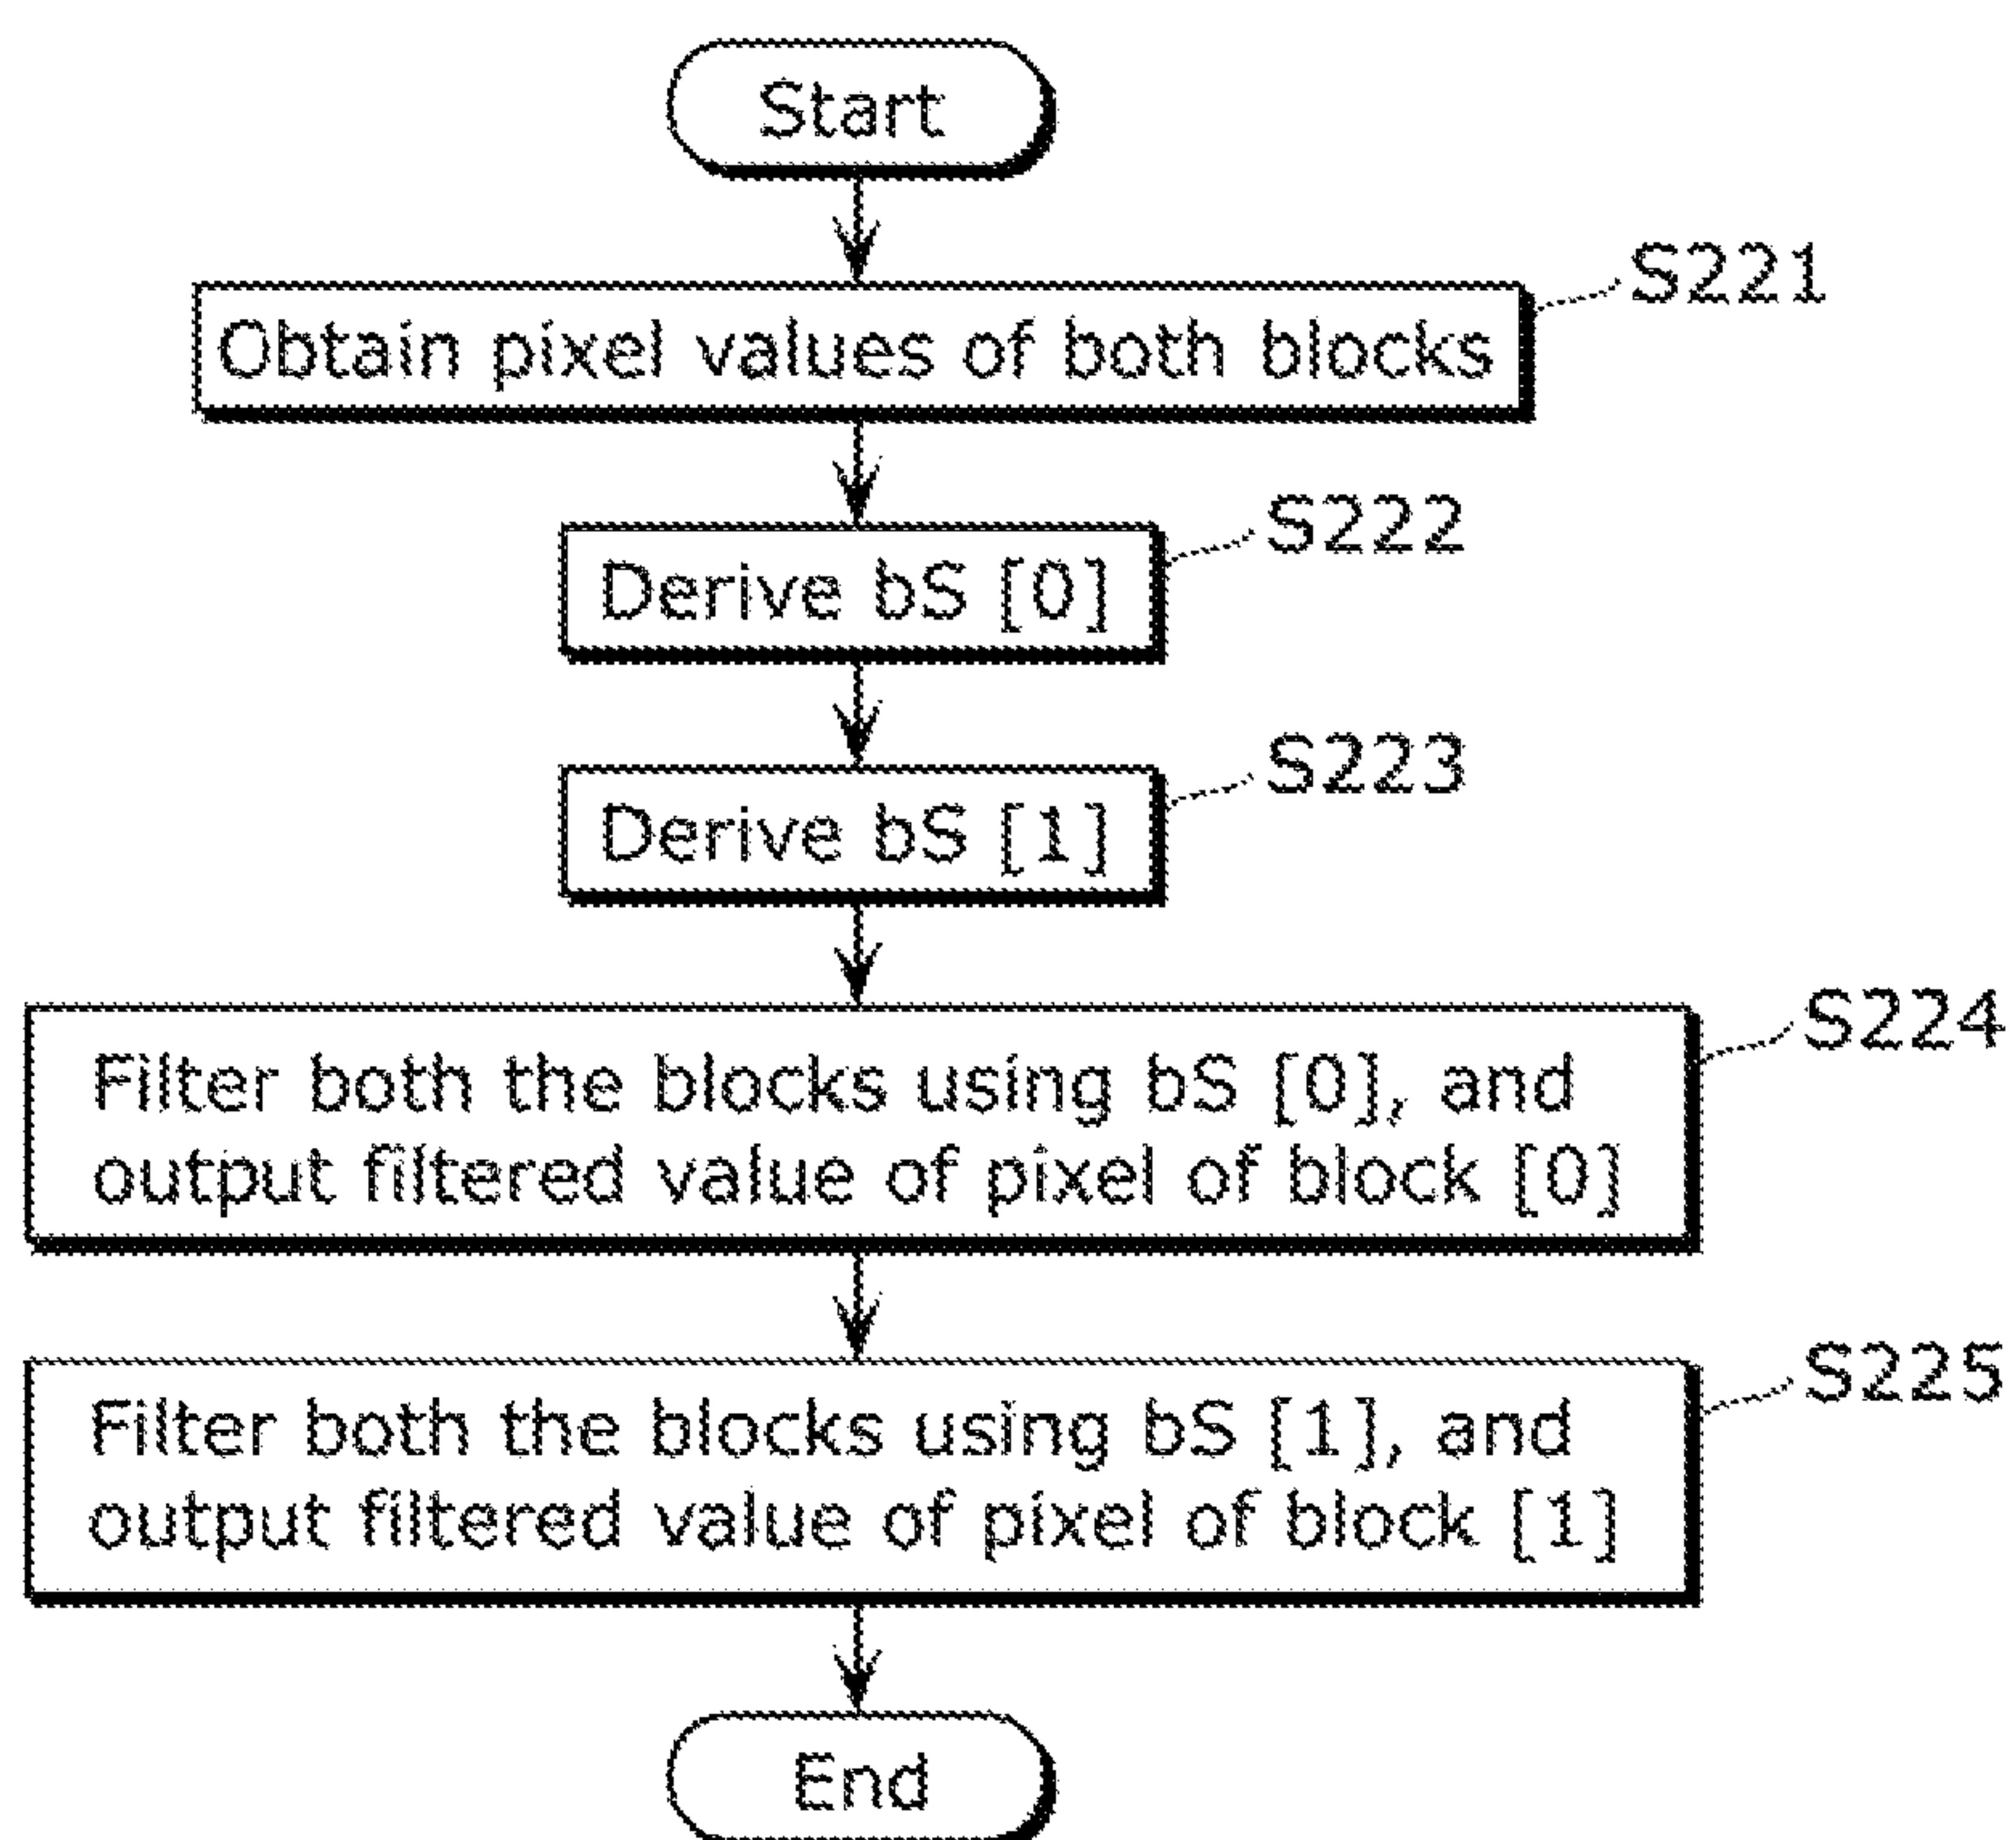 Start
S221
Obtain pixel values of both blocks
S222
Derive bS [0]
S223
Derive bS [1]
S224
Filter both the blocks using bS [0], and
output filtered value of pixel of block [0]
S225
Filter both the blocks using bS [1], and
output filtered value of pixel of block [1]
End